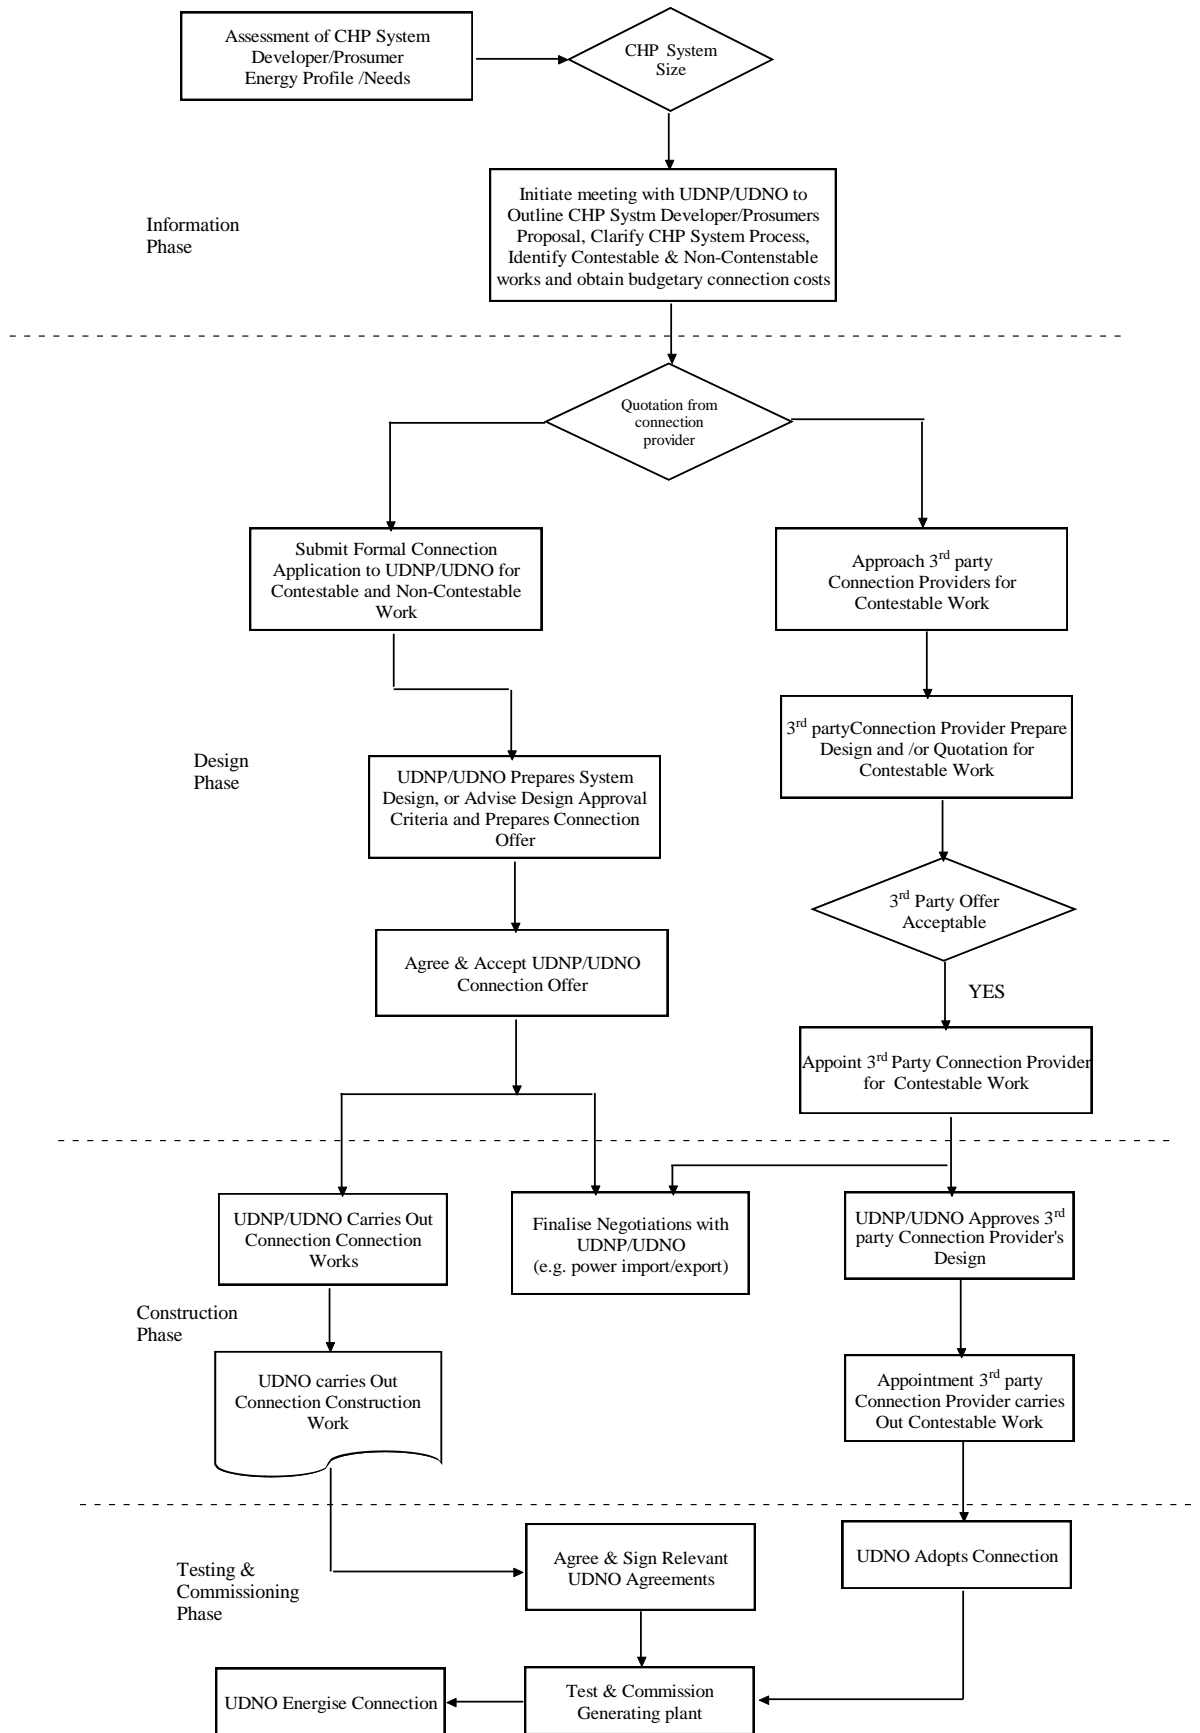 Assessment of CHP System
Developer/Prosumer
Energy Profile /Needs
CHP System
Size
Information
Phase
Initiate meeting with UDNP/UDNO to
Outline CHP Systm Developer/Prosumers
Proposal, Clarify CHP System Process,
Identify Contestable & Non-Contenstable
works and obtain budgetary connection costs
Quotation from
connection
provider
Submit Formal Connection
Application to UDNP/UDNO for
Contestable and Non-Contestable
Work
Approach 3rd party
Connection Providers for
Contestable Work
3rd partyConnection Provider Prepare
Design and /or Quotation for
Contestable Work
Design
Phase
UDNP/UDNO Prepares System
Design, or Advise Design Approval
Criteria and Prepares Connection
Offer
3rd Party Offer
Acceptable
Agree & Accept UDNP/UDNO
Connection Offer
YES
Appoint 3rd Party Connection Provider
for Contestable Work
UDNP/UDNO Carries Out
Connection Connection
Works
Finalise Negotiations with
UDNP/UDNO
(e.g. power import/export)
UDNP/UDNO Approves 3rd
party Connection Provider's
Design
Construction
Phase
UDNO carries Out
Connection Construction
Work
Appointment 3rd party
Connection Provider carries
Out Contestable Work
Testing &
Commissioning
Phase
Agree & Sign Relevant
UDNO Agreements
UDNO Adopts Connection
UDNO Energise Connection
Test & Commission
Generating plant